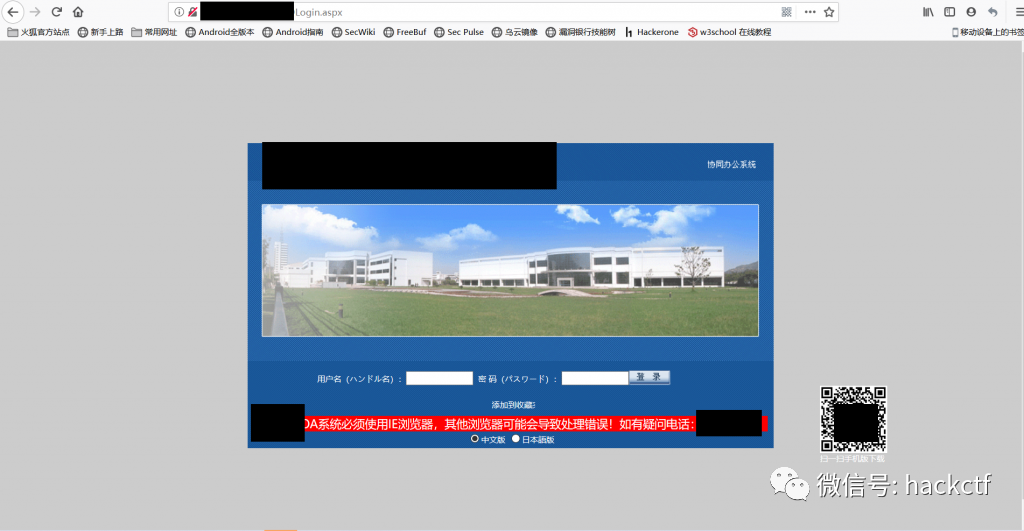 Login.aspx
火狐官方站点 新手上路 常用网址 Android全版本 Android指南 SecWiki FreeBuf Sec Pulse 乌云镜像 漏洞银行技能树 Hackerone w3school 在线教程 移动设备上的书签
协同办公系统
用户名（ハンドル名）： 密 码（パスワード）： 登 录
添加到收藏!
OA系统必须使用IE浏览器，其他浏览器可能会导致处理错误！如有疑问电话：
中文版 日本語版
扫一扫手机版下载
微信号: hackctf